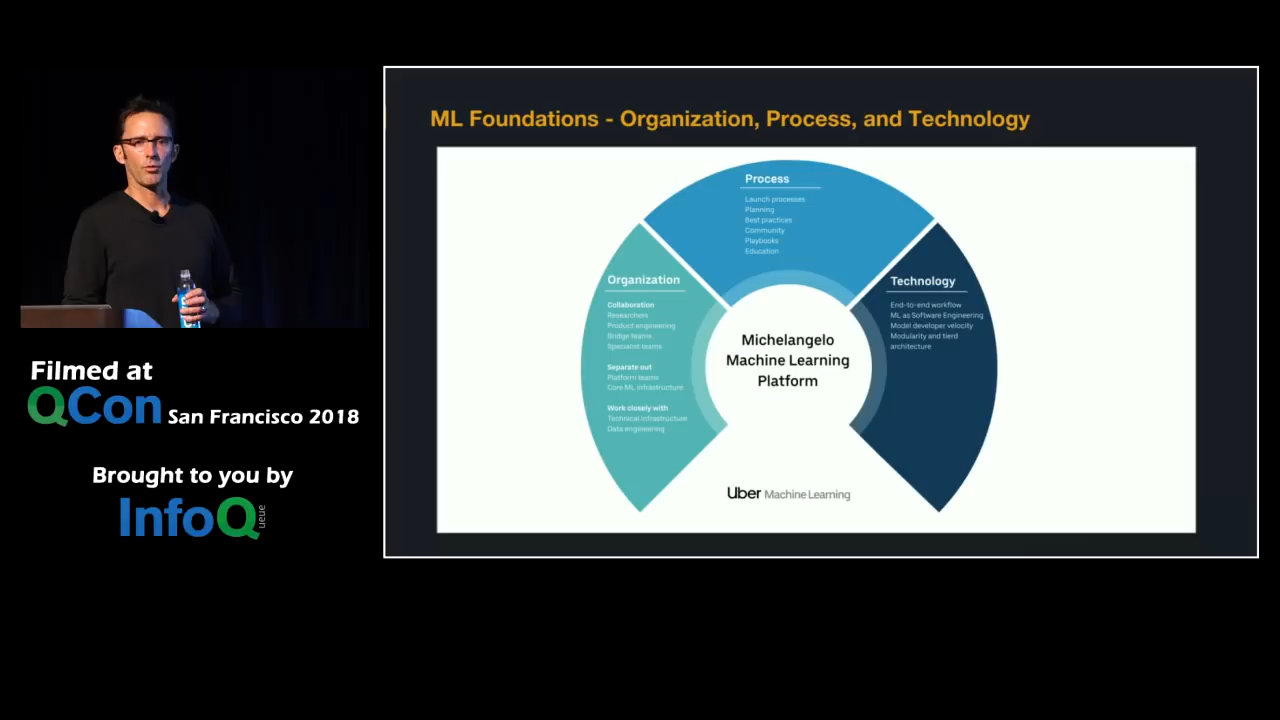 ML Foundations - Organization, Process, and Technology
Process
Launch processes
Planning
Best practices
Community
Playbooks
Education
Organization
Collaboration
Researchers
Product engineering
Bridge teams
Specialist teams
Separate out
Platform teams
Core ML infrastructure
Work closely with
Technical infrastructure
Data engineering
Technology
End-to-end workflow
ML as Software Engineering
Model developer velocity
Modularity and tierd
architecture
Michelangelo
Machine Learning
Platform
Uber Machine Learning
Filmed at
QCon San Francisco 2018
Brought to you by
InfoQ
ueue